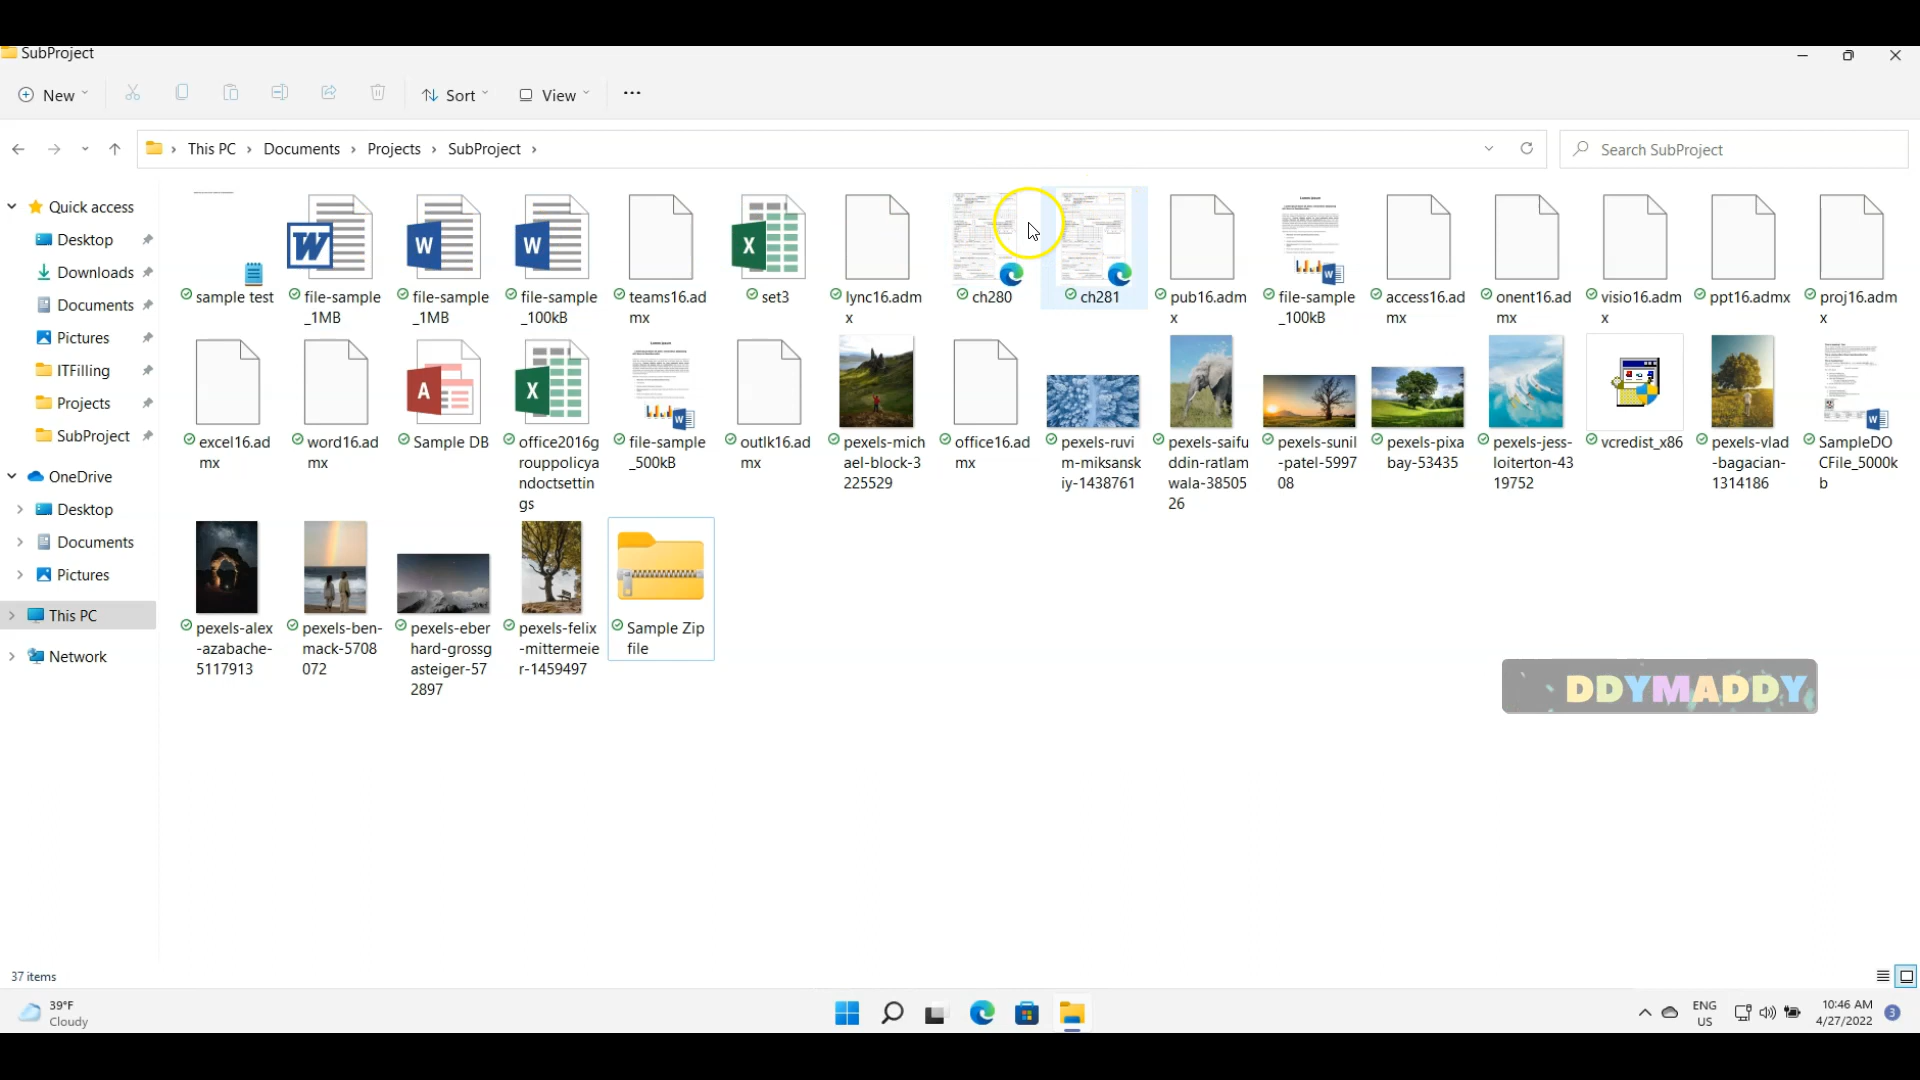 SubProject
New
Sort
View
This PC
Documents
Projects
SubProject
Search SubProject
Quick access
Desktop
Downloads
Documents
Pictures
ITFilling
Projects
SubProject
OneDrive
Desktop
Documents
Pictures
This PC
Network
sample test
file-sample
_1MB
file-sample
_1MB
file-sample
_100kB
teams16.ad
mx
set3
lync16.adm
x
ch280
ch281
pub16.adm
x
file-sample
_100kB
access16.ad
mx
onent16.ad
mx
visio16.adm
x
ppt16.admx
proj16.adm
x
excel16.ad
mx
word16.ad
mx
Sample DB
office2016g
rouppolicya
ndoctsettin
gs
file-sample
_500kB
outlk16.ad
mx
pexels-mich
ael-block-3
225529
office16.ad
mx
pexels-ruvi
m-miksansk
iy-1438761
pexels-saifu
ddin-ratlam
wala-38505
26
pexels-sunil
-patel-5997
08
pexels-pixa
bay-53435
pexels-jess-
loiterton-43
19752
vcredist_x86
pexels-vlad
-bagacian-
1314186
SampleDO
CFile_5000k
b
pexels-alex
-azabache-
5117913
pexels-ben-
mack-5708
072
pexels-eber
hard-grossg
asteiger-57
2897
pexels-felix
-mittermeie
r-1459497
Sample Zip
file
DDYMADDY
37 items
39°F
Cloudy
ENG
US
10:46 AM
4/27/2022
3